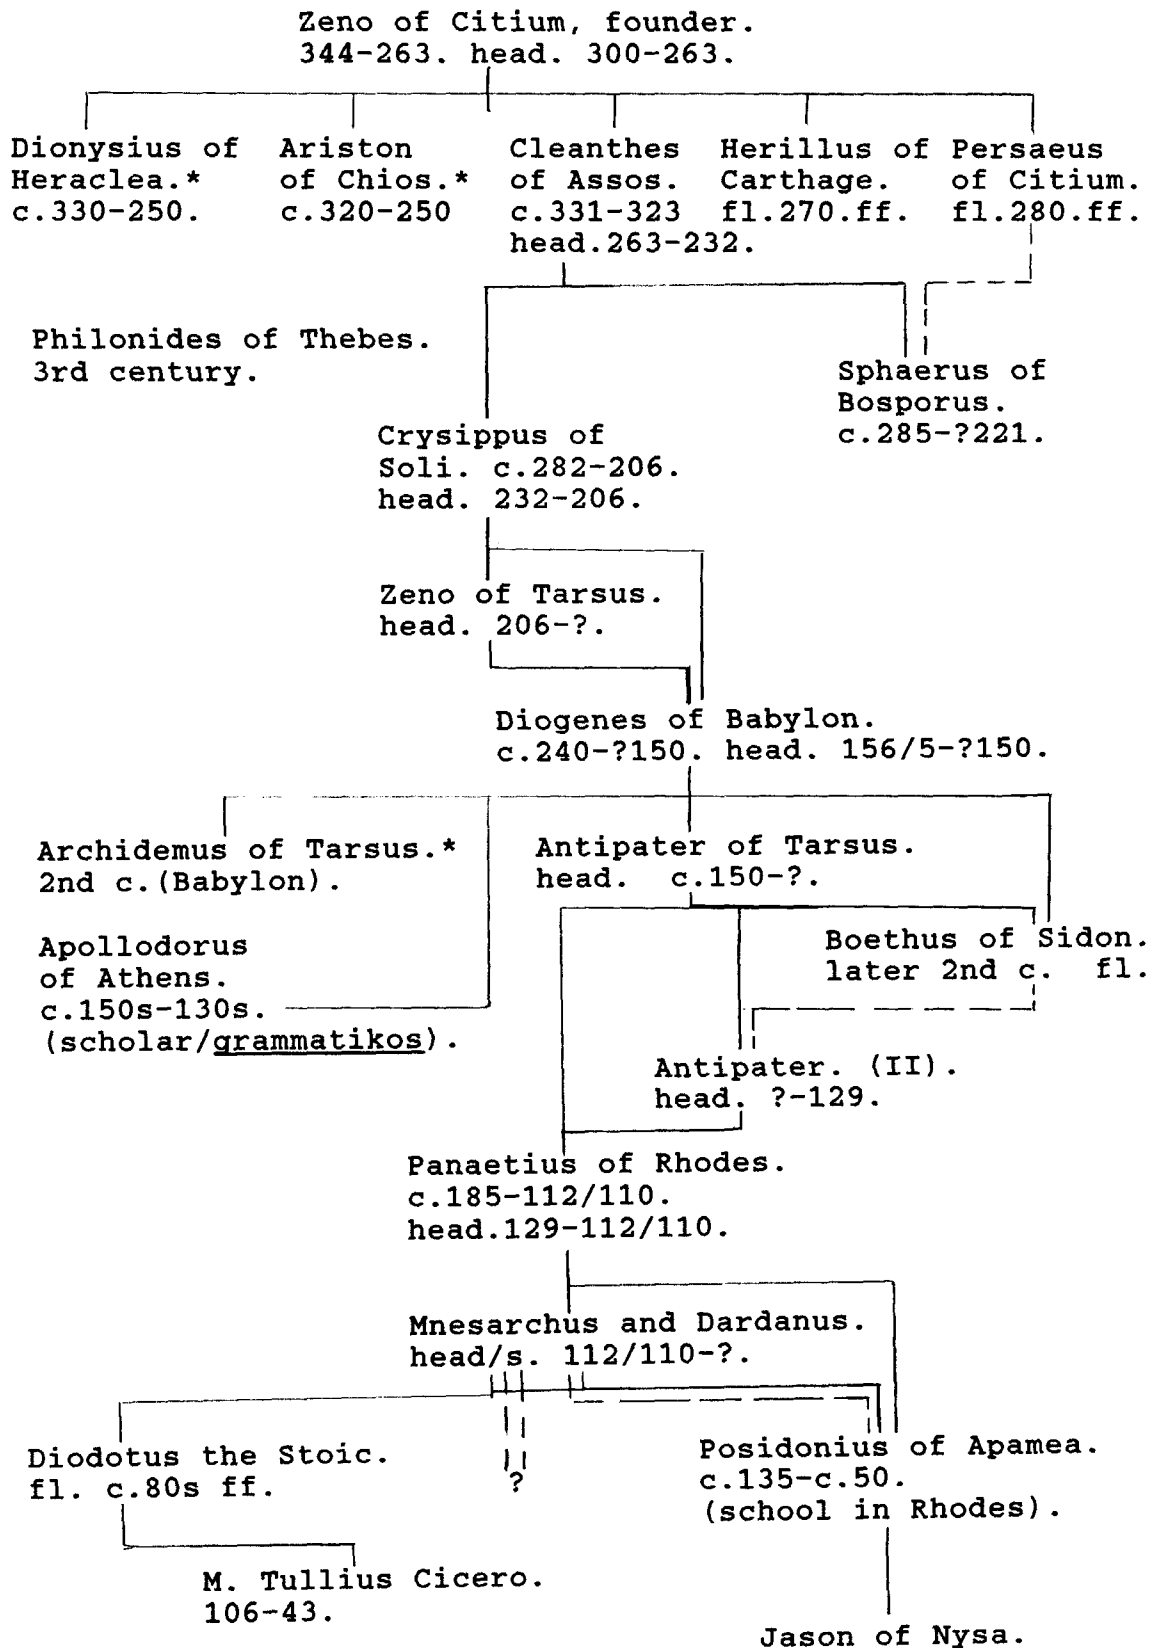 Zeno of Citium, founder.
344-263. head. 300-263.
Dionysius of
Heraclea.*
c.330-250.
Ariston
of Chios.*
c.320-250
Cleanthes
of Assos.
c.331-323
head.263-232.
Herillus of
Carthage.
fl.270.ff.
Persaeus
of Citium.
fl.280.ff.
Philonides of Thebes.
3rd century.
Sphaerus of
Bosporus.
c.285-?221.
Crysippus of
Soli. c.282-206.
head. 232-206.
Zeno of Tarsus.
head. 206-?.
Diogenes of Babylon.
c.240-?150. head. 156/5-?150.
Archidemus of Tarsus.*
2nd c.(Babylon).
Antipater of Tarsus.
head. c.150-?.
Apollodorus
of Athens.
c.150s-130s.
(scholar/grammatikos).
Boethus of Sidon.
later 2nd c. fl.
Antipater. (II).
head. ?-129.
Panaetius of Rhodes.
c.185-112/110.
head.129-112/110.
Mnesarchus and Dardanus.
head/s. 112/110-?.
Diodotus the Stoic.
fl. c.80s ff.
?
Posidonius of Apamea.
c.135-c.50.
(school in Rhodes).
M. Tullius Cicero.
106-43.
Jason of Nysa.